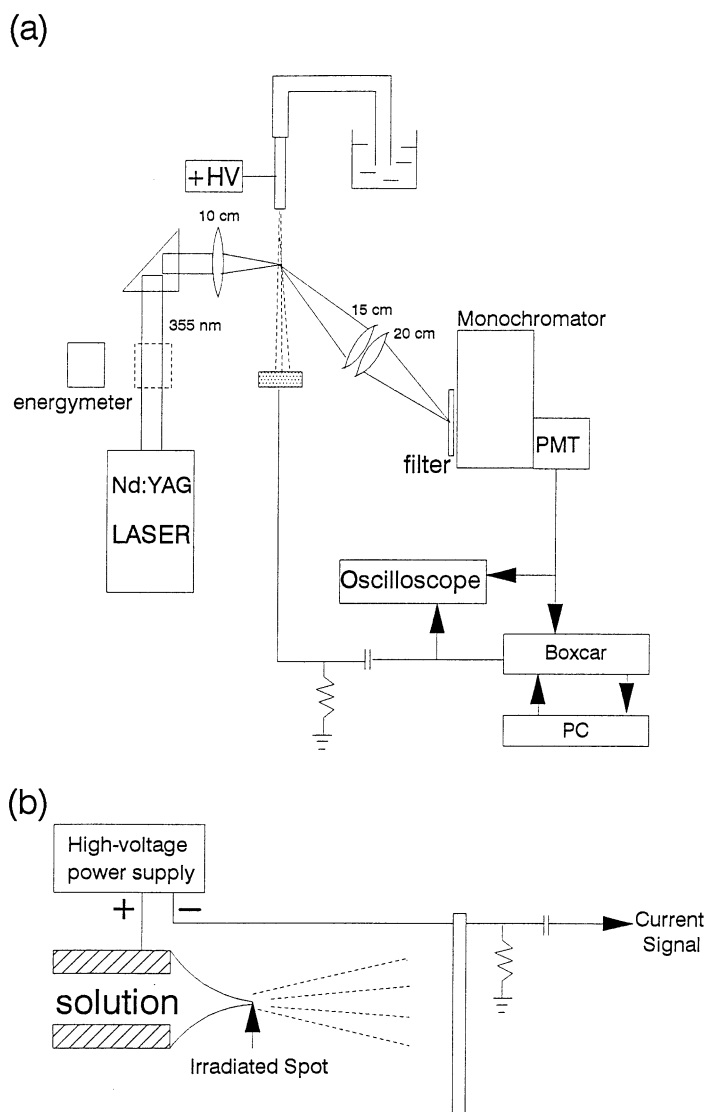 (a)
+HV
10 cm
355 nm
15 cm
20 cm
Monochromator
energymeter
filter
PMT
Nd:YAG
LASER
Oscilloscope
Boxcar
PC
(b)
High-voltage
power supply
+
−
Current
Signal
solution
Irradiated Spot